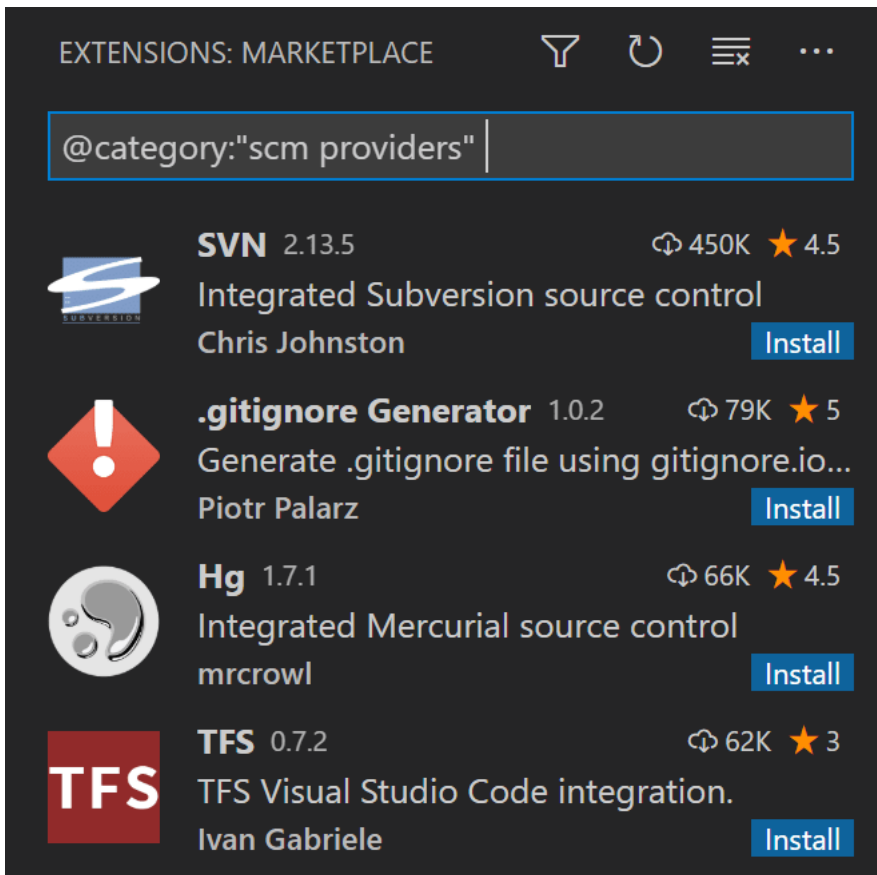 EXTENSIONS: MARKETPLACE
@category:"scm providers"
SVN 2.13.5 450K 4.5
Integrated Subversion source control
Chris Johnston Install
SUBVERSION
.gitignore Generator 1.0.2 79K 5
Generate .gitignore file using gitignore.io...
Piotr Palarz Install
Hg 1.7.1 66K 4.5
Integrated Mercurial source control
mrcrowl Install
TFS
TFS 0.7.2 62K 3
TFS Visual Studio Code integration.
Ivan Gabriele Install